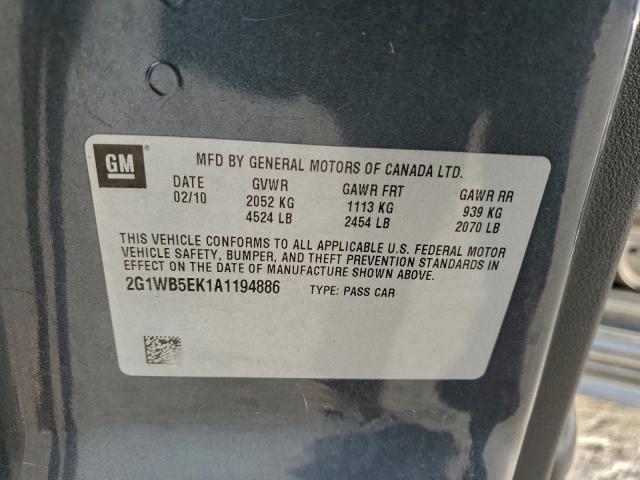 GM
MFD BY GENERAL MOTORS OF CANADA LTD.
DATE GVWR GAWR FRT GAWR RR
02/10 2052 KG 1113 KG 939 KG
4524 LB 2454 LB 2070 LB
THIS VEHICLE CONFORMS TO ALL APPLICABLE U.S. FEDERAL MOTOR
VEHICLE SAFETY, BUMPER, AND THEFT PREVENTION STANDARDS IN
EFFECT ON THE DATE OF MANUFACTURE SHOWN ABOVE.
2G1WB5EK1A1194886 TYPE: PASS CAR